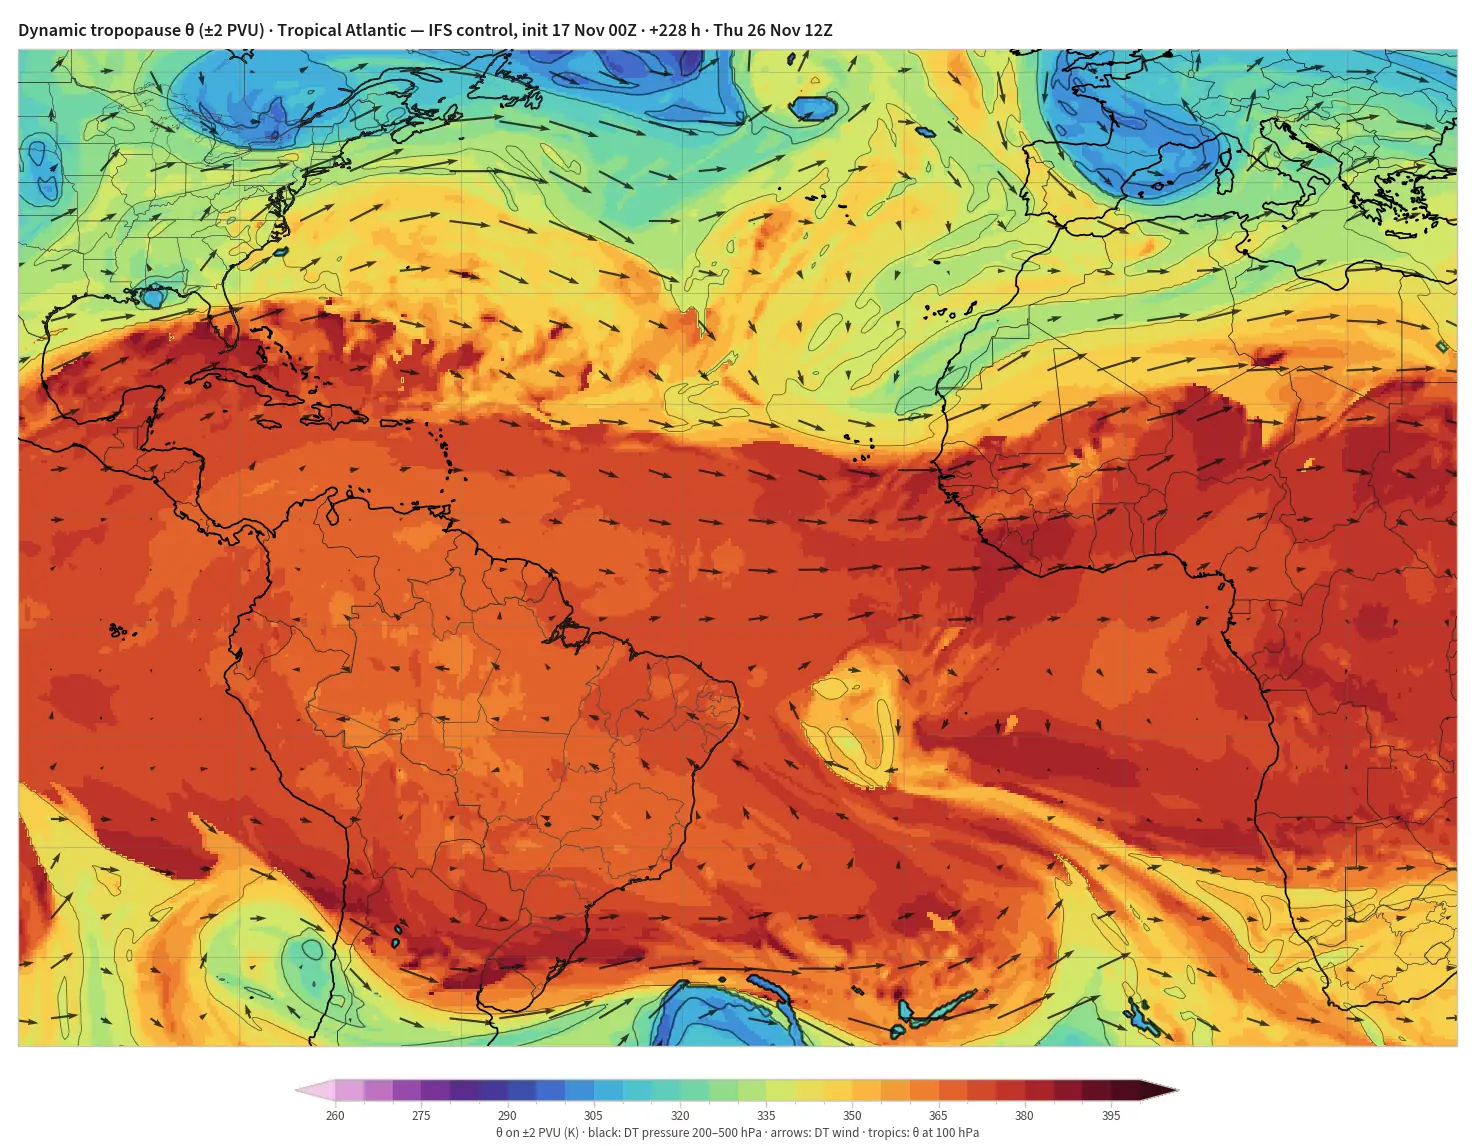 Dynamic tropopause θ (±2 PVU) · Tropical Atlantic — IFS control, init 17 Nov 00Z · +228 h · Thu 26 Nov 12Z
260 275 290 305 320 335 350 365 380 395
θ on ±2 PVU (K) · black: DT pressure 200–500 hPa · arrows: DT wind · tropics: θ at 100 hPa